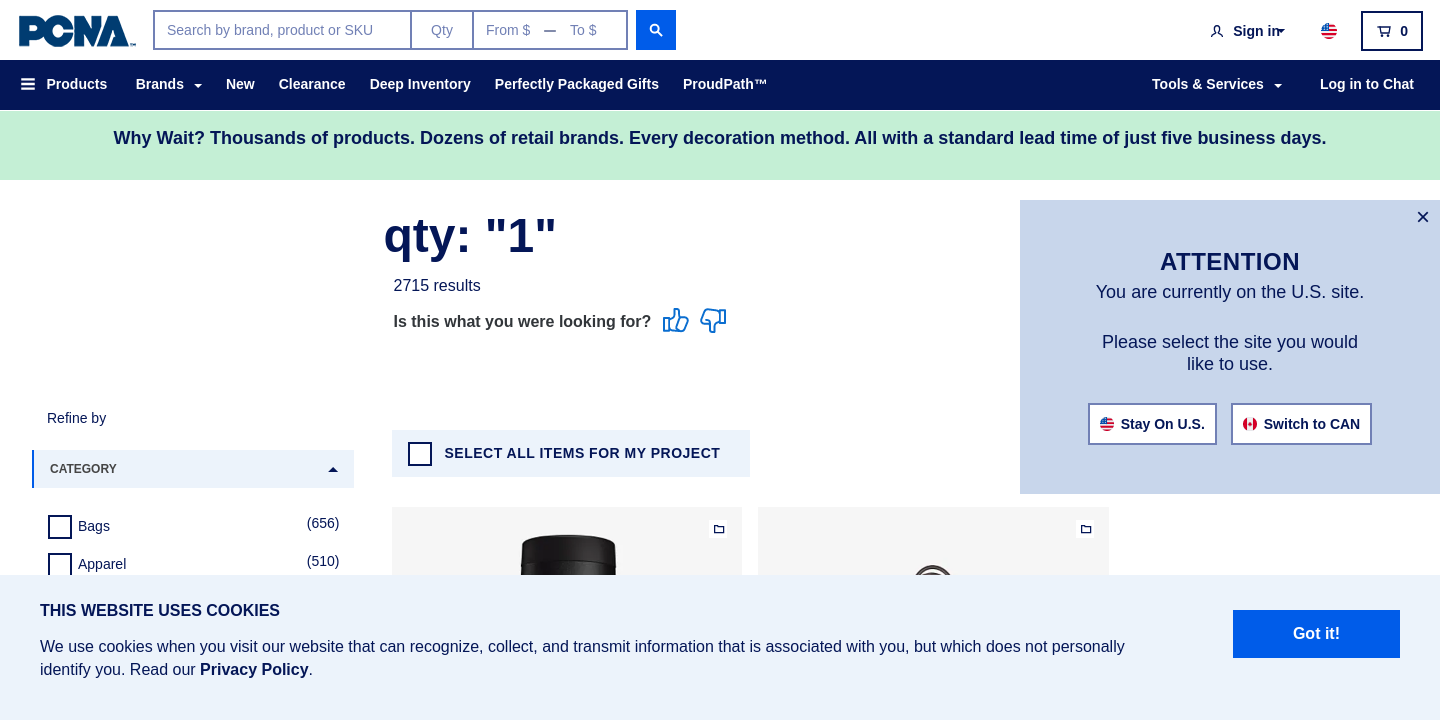 PCNA™
Search by brand, product or SKU
Qty
From $ — To $
Sign in
0
Products
Brands
New
Clearance
Deep Inventory
Perfectly Packaged Gifts
ProudPath™
Tools & Services
Log in to Chat
Why Wait? Thousands of products. Dozens of retail brands. Every decoration method. All with a standard lead time of just five business days.
qty: "1"
2715 results
Is this what you were looking for?
ATTENTION
You are currently on the U.S. site.
Please select the site you would
like to use.
Stay On U.S.
Switch to CAN
Refine by
CATEGORY
Bags (656)
Apparel (510)
SELECT ALL ITEMS FOR MY PROJECT
THIS WEBSITE USES COOKIES
We use cookies when you visit our website that can recognize, collect, and transmit information that is associated with you, but which does not personally
identify you. Read our Privacy Policy.
Got it!